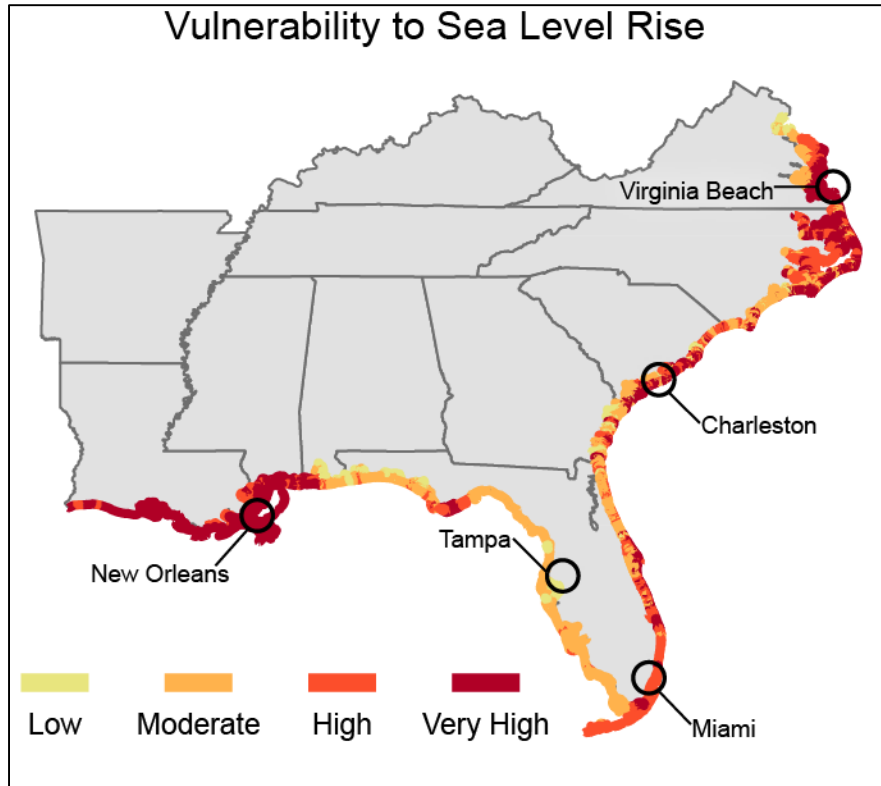 Vulnerability to Sea Level Rise
Virginia Beach
Charleston
Tampa
New Orleans
Miami
Low
Moderate
High
Very High